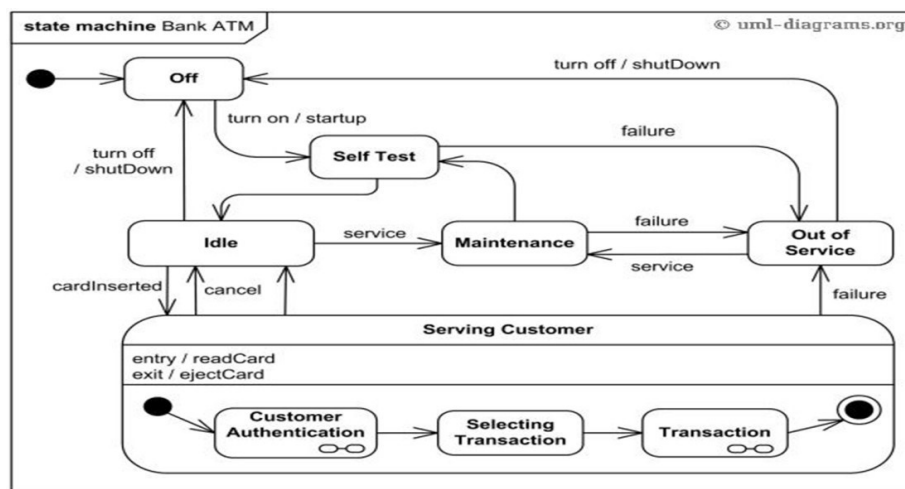 state machine Bank ATM
© uml-diagrams.org
turn off / shutDown
Off
turn on / startup
failure
turn off
/ shutDown
Self Test
Idle
service
Maintenance
failure
service
Out of
Service
cardInserted
cancel
failure
Serving Customer
entry / readCard
exit / ejectCard
Customer
Authentication
Selecting
Transaction
Transaction